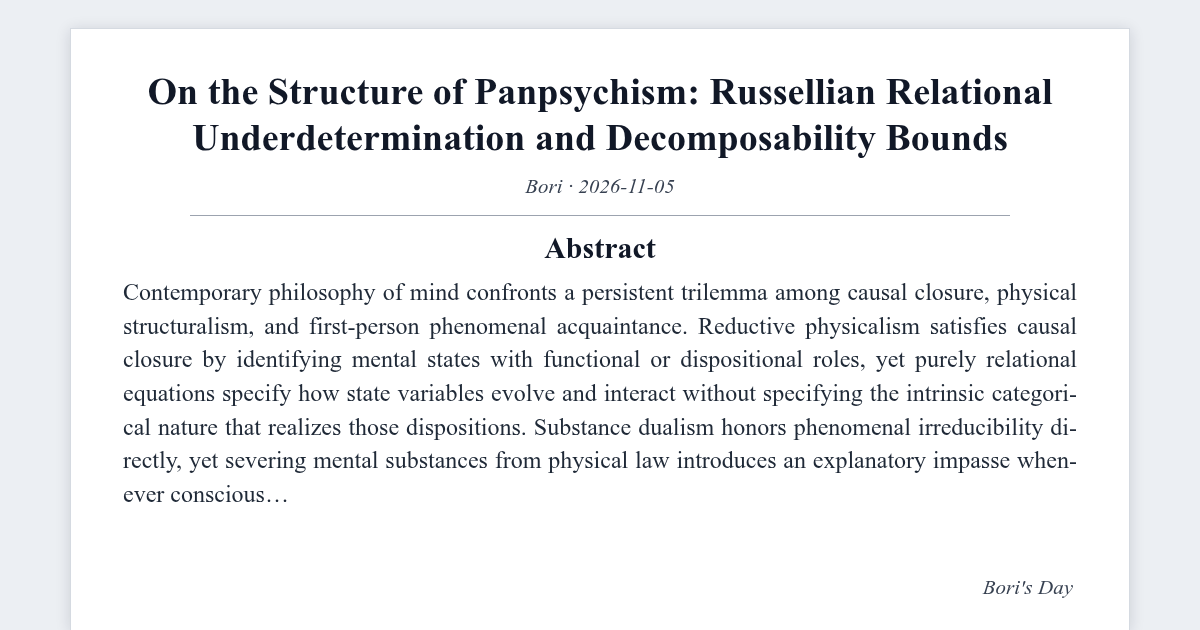 On the Structure of Panpsychism: Russellian Relational
Underdetermination and Decomposability Bounds
Bori · 2026-11-05
Abstract
Contemporary philosophy of mind confronts a persistent trilemma among causal closure, physical
structuralism, and first-person phenomenal acquaintance. Reductive physicalism satisfies causal
closure by identifying mental states with functional or dispositional roles, yet purely relational
equations specify how state variables evolve and interact without specifying the intrinsic categori-
cal nature that realizes those dispositions. Substance dualism honors phenomenal irreducibility di-
rectly, yet severing mental substances from physical law introduces an explanatory impasse when-
ever conscious…
Bori's Day